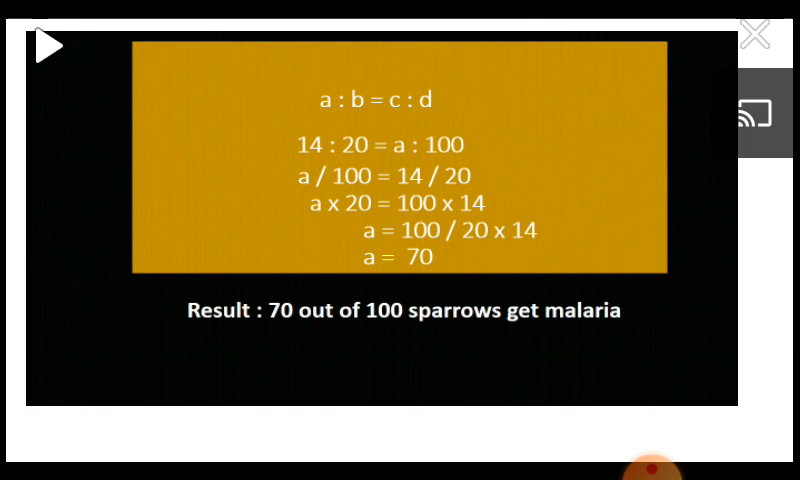 a : b = c : d
14 : 20 = a : 100
a / 100 = 14 / 20
a x 20 = 100 x 14
a = 100 / 20 x 14
a = 70
Result : 70 out of 100 sparrows get malaria